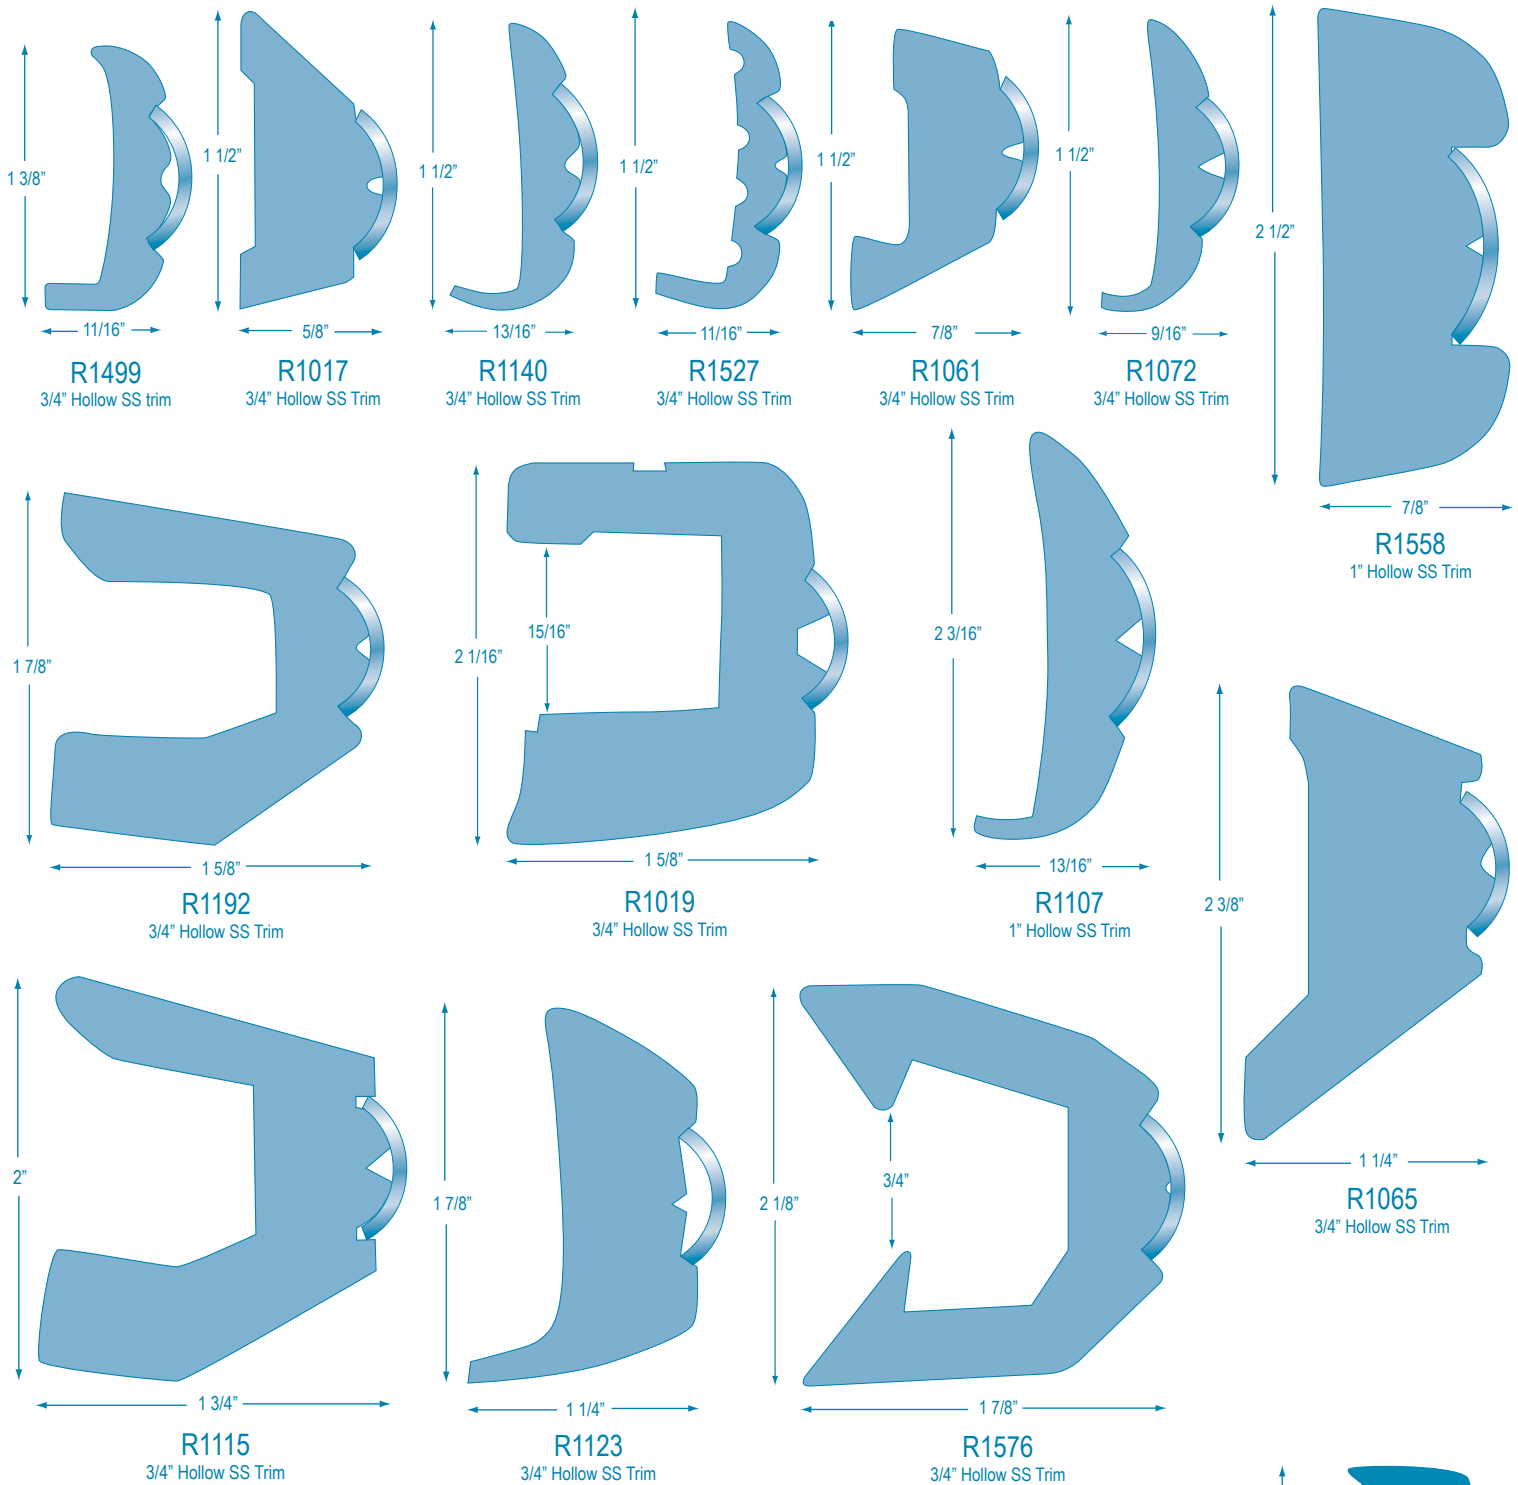 1 3/8”
11/16”
R1499
3/4” Hollow SS trim
1 1/2”
5/8”
R1017
3/4” Hollow SS Trim
1 1/2”
13/16”
R1140
3/4” Hollow SS Trim
1 1/2”
11/16”
R1527
3/4” Hollow SS Trim
1 1/2”
7/8”
R1061
3/4” Hollow SS Trim
1 1/2”
9/16”
R1072
3/4” Hollow SS Trim
2 1/2”
7/8”
R1558
1” Hollow SS Trim
1 7/8”
1 5/8”
R1192
3/4” Hollow SS Trim
2 1/16”
15/16”
1 5/8”
R1019
3/4” Hollow SS Trim
2 3/16”
13/16”
R1107
1” Hollow SS Trim
2 3/8”
1 1/4”
R1065
3/4” Hollow SS Trim
2”
1 3/4”
R1115
3/4” Hollow SS Trim
1 7/8”
1 1/4”
R1123
3/4” Hollow SS Trim
2 1/8”
3/4”
1 7/8”
R1576
3/4” Hollow SS Trim